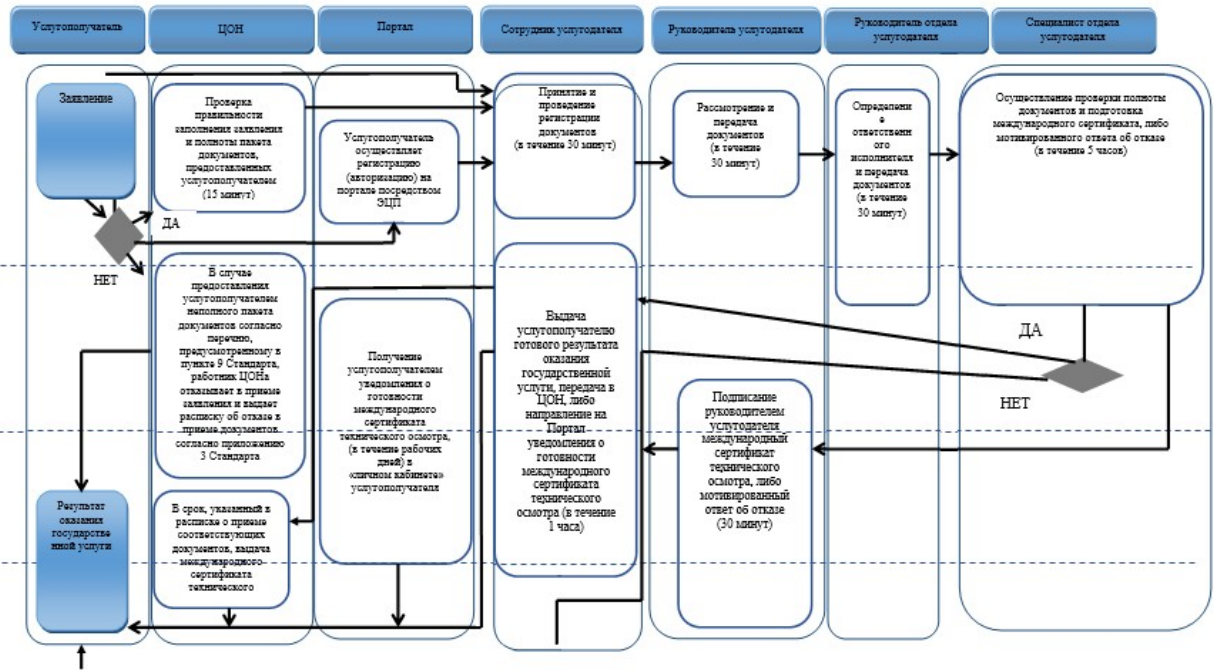 Услугополучатель
ЦОН
Портал
Сотрудник услугодателя
Руководитель услугодателя
Руководитель отдела
услугодателя
Специалист отдела
услугодателя
Заявление
ДА
НЕТ
Результат
оказания
государстве
нной услуги
Проверка
правильности
заполнения заявления
и полноты пакета
документов,
предоставленных
услугополучателем
(15 минут)
В случае
предоставления
услугополучателем
неполного пакета
документов согласно
перечню,
предусмотренному в
пункте 9 Стандарта,
работник ЦОНа
отказывает в приеме
заявления и выдает
расписку об отказе в
приеме документов
согласно приложению
3 Стандарта
В срок, указанный в
расписке о приеме
соответствующих
документов, выдача
международного
сертификата
технического
Услугополучатель
осуществляет
регистрацию
(авторизацию) на
портале посредством
ЭЦП
Получение
услугополучателем
уведомления о
готовности
международного
сертификата
технического осмотра,
(в течение рабочих
дней) в
«личном кабинете»
услугополучателя
Принятие и
проведение
регистрации
документов
(в течение 30 минут)
Выдача
услугополучателю
готового результата
оказания
государственной
услуги, передача в
ЦОН, либо
направление на
Портал
уведомления о
готовности
международного
сертификата
технического
осмотра (в течение
1 часа)
Рассмотрение и
передача
документов
(в течение
30 минут)
Подписание
руководителем
услугодателя
международный
сертификат
технического
осмотра, либо
мотивированный
ответ об отказе
(30 минут)
Определени
е
ответственн
ого
исполнителя
и передача
документов
(в течение
30 минут)
Осуществление проверки полноты
документов и подготовка
международного сертификата, либо
мотивированного ответа об отказе
(в течение 5 часов)
ДА
НЕТ